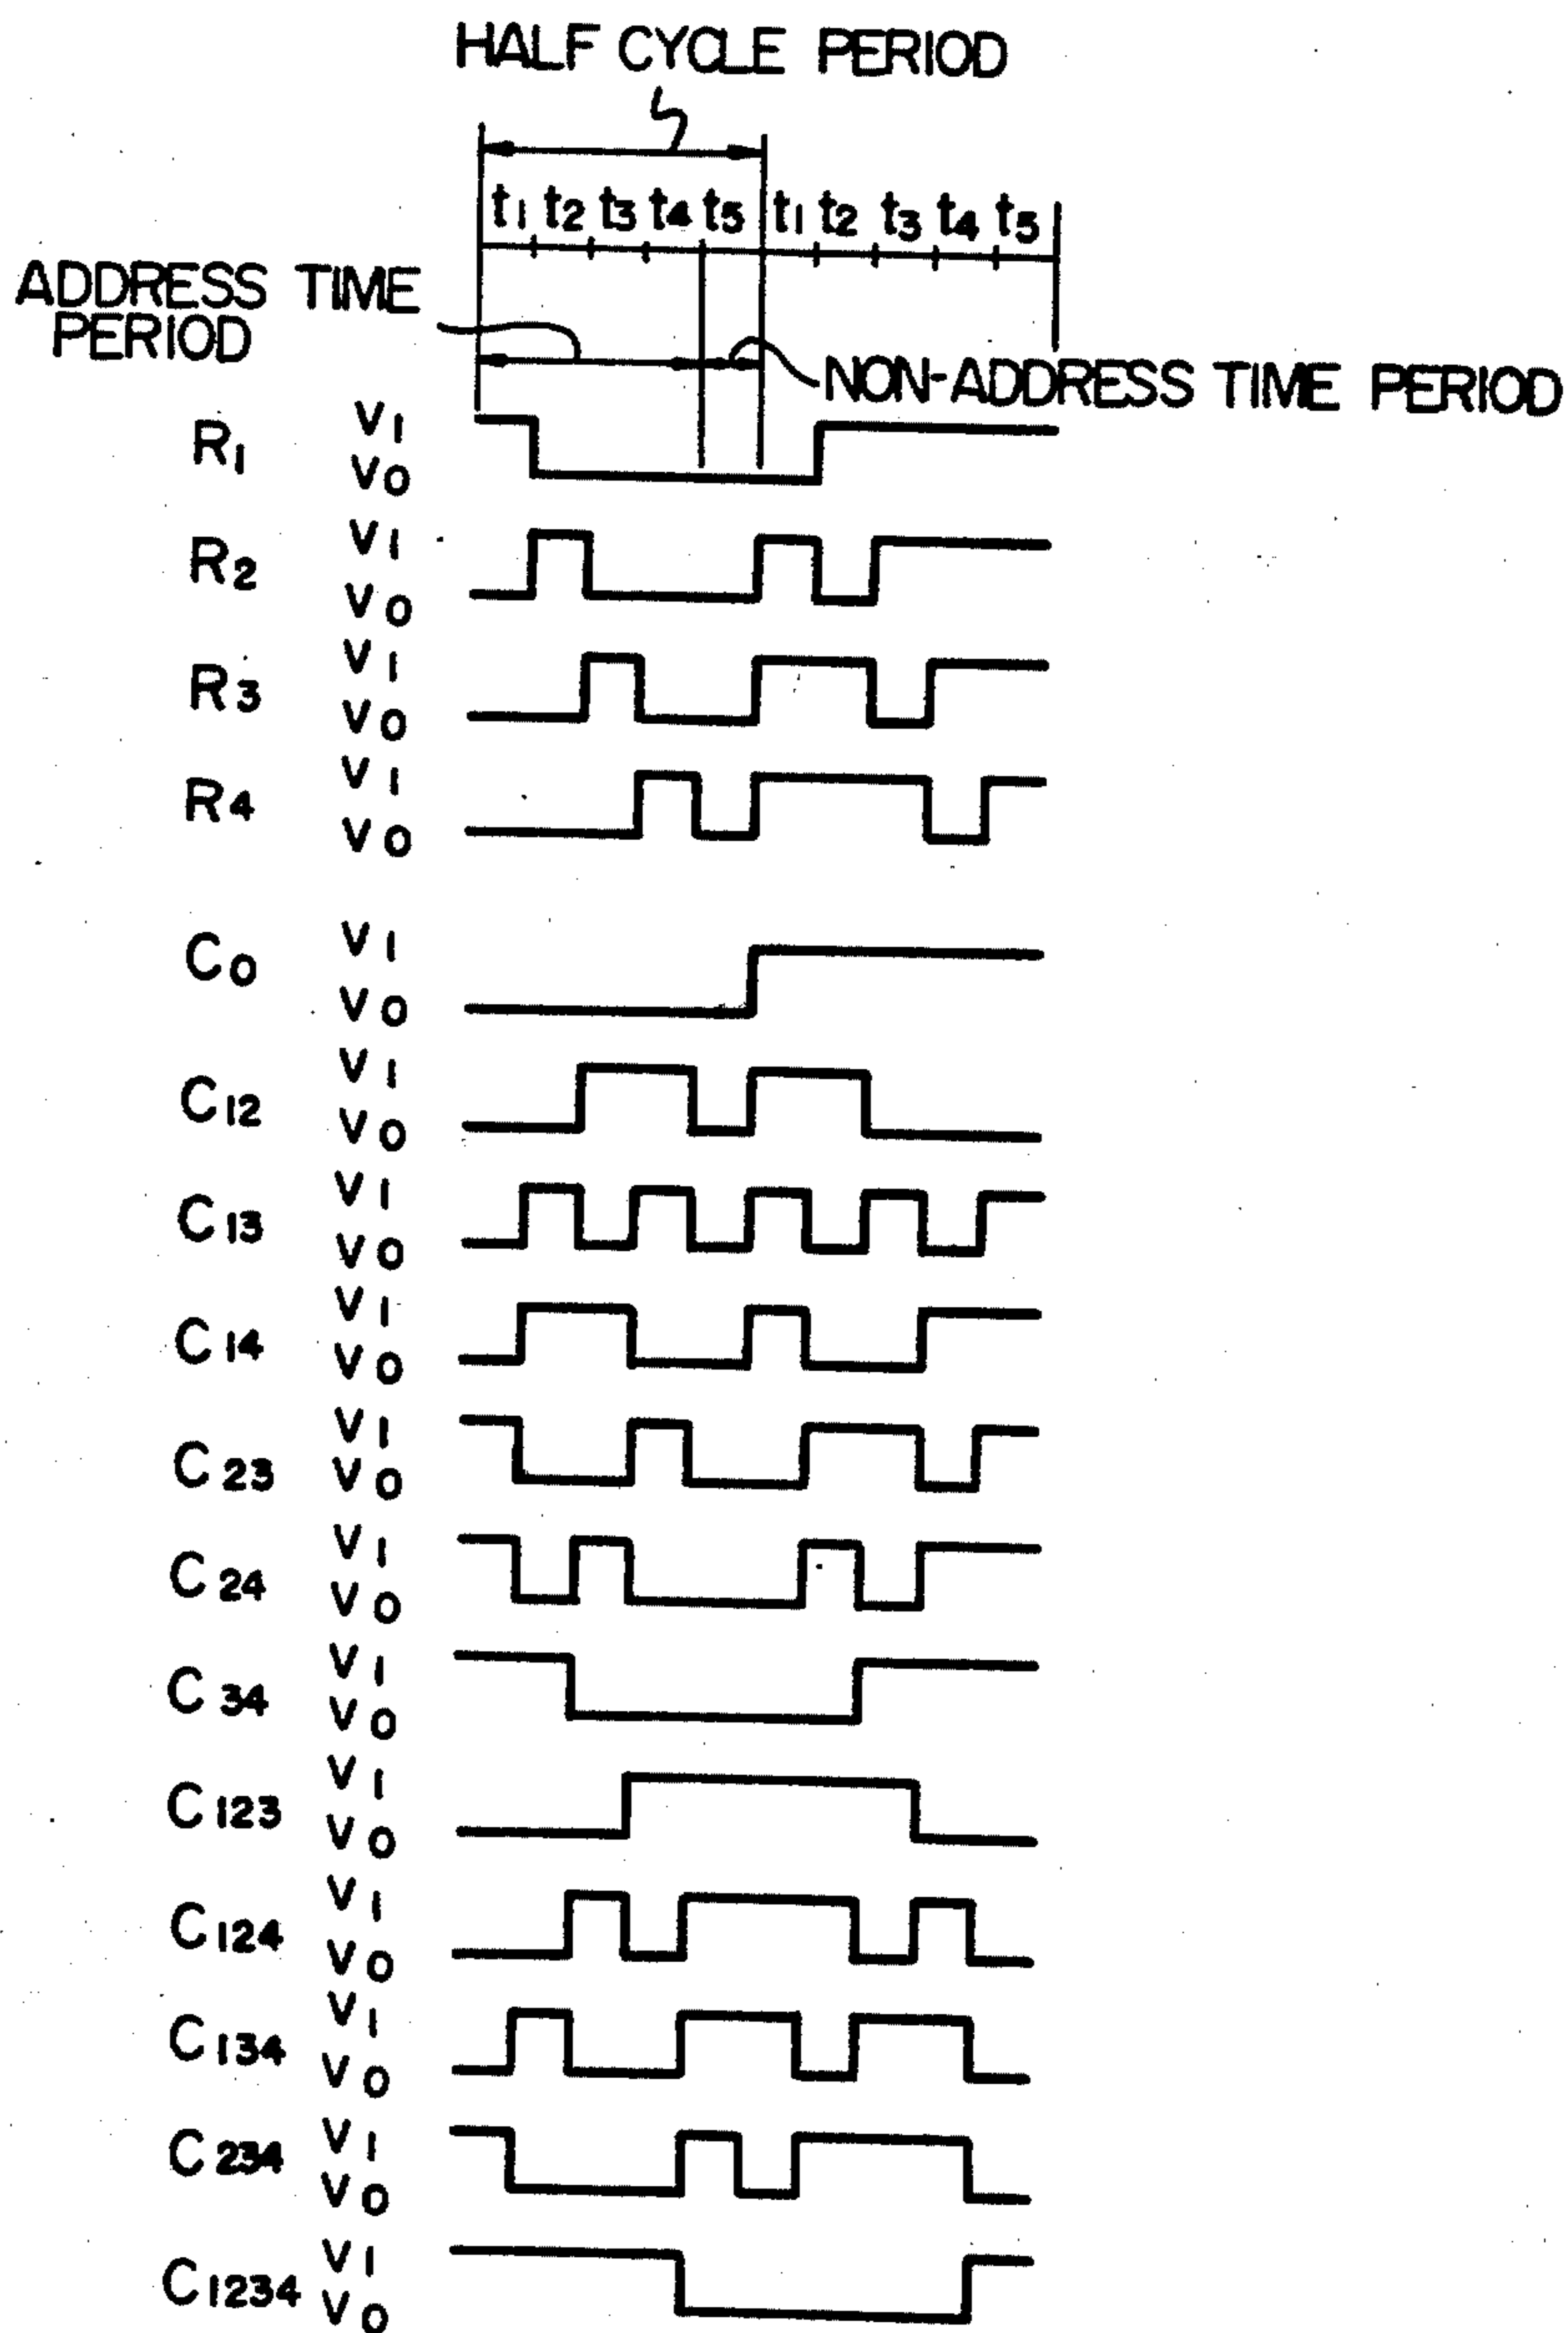 HALF CYCLE PERIOD
t1 t2 t3 t4 t5 t1 t2 t3 t4 t5
ADDRESS TIME
PERIOD
NON-ADDRESS TIME PERIOD
R1 V1
V0
R2 V1
V0
R3 V1
V0
R4 V1
V0
C0 V1
V0
C12 V1
V0
C13 V1
V0
C14 V1
V0
C23 V1
V0
C24 V1
V0
C34 V1
V0
C123 V1
V0
C124 V1
V0
C134 V1
V0
C234 V1
V0
C1234 V1
V0